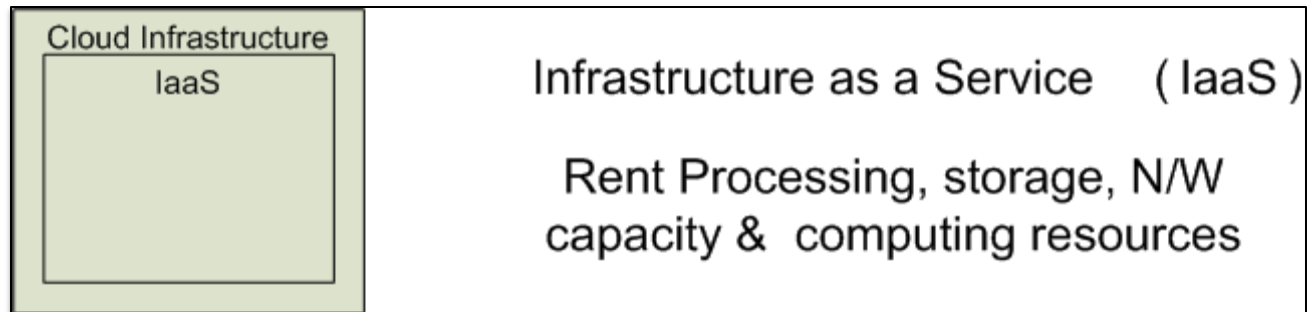 Cloud Infrastructure
IaaS
Infrastructure as a Service ( IaaS )
Rent Processing, storage, N/W
capacity & computing resources